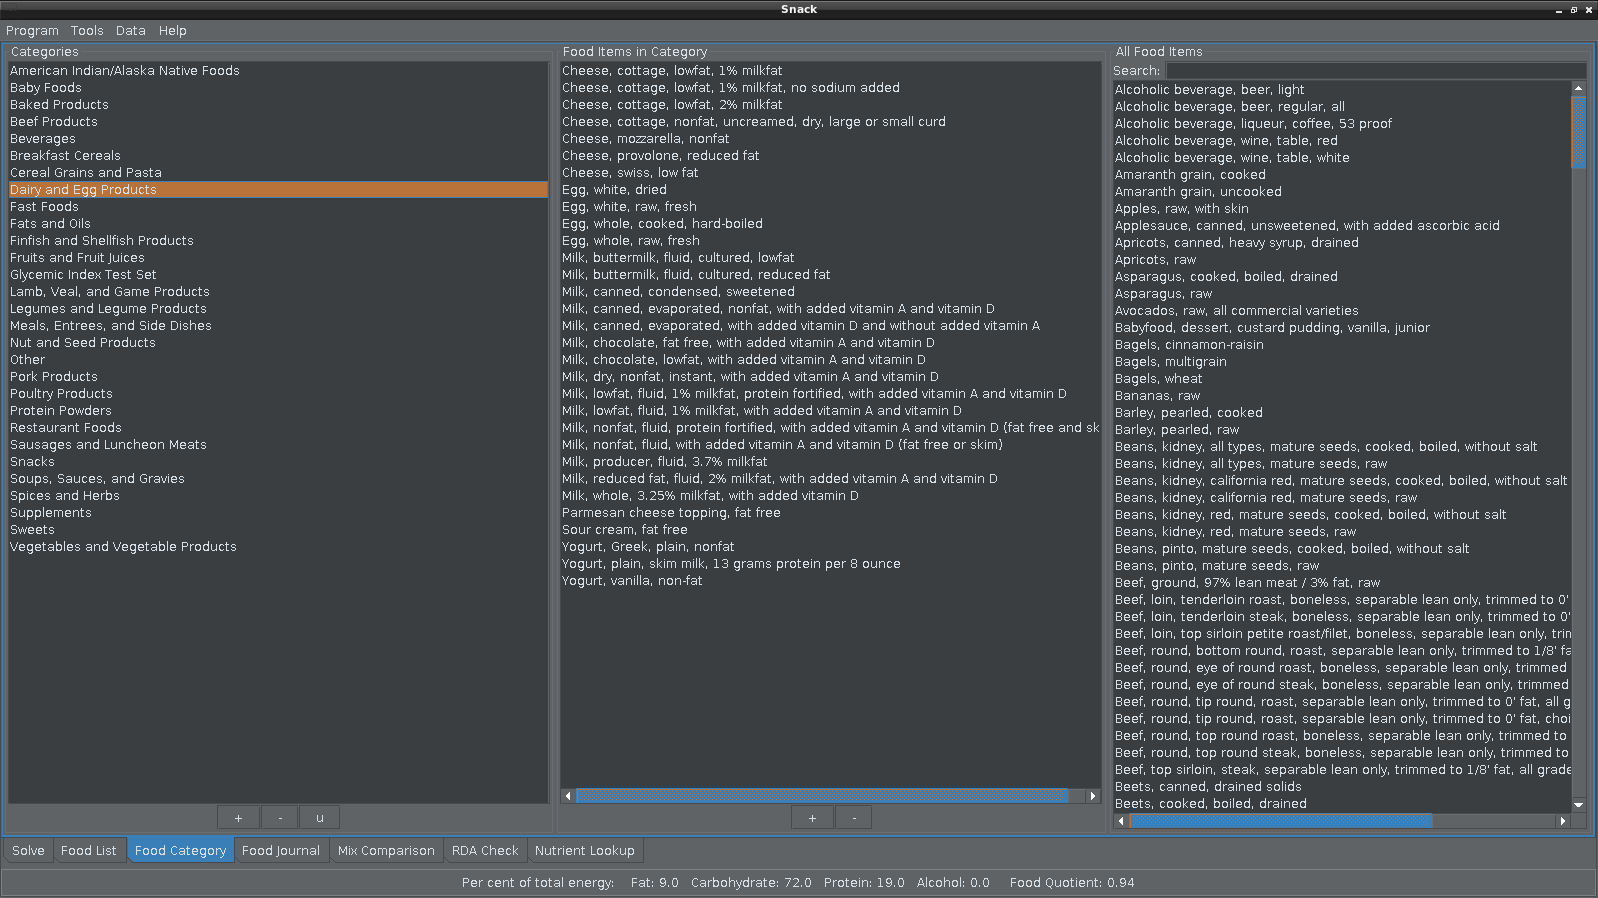 Snack
Program Tools Data Help
Categories
American Indian/Alaska Native Foods
Baby Foods
Baked Products
Beef Products
Beverages
Breakfast Cereals
Cereal Grains and Pasta
Dairy and Egg Products
Fast Foods
Fats and Oils
Finfish and Shellfish Products
Fruits and Fruit Juices
Glycemic Index Test Set
Lamb, Veal, and Game Products
Legumes and Legume Products
Meals, Entrees, and Side Dishes
Nut and Seed Products
Other
Pork Products
Poultry Products
Protein Powders
Restaurant Foods
Sausages and Luncheon Meats
Snacks
Soups, Sauces, and Gravies
Spices and Herbs
Supplements
Sweets
Vegetables and Vegetable Products
+ - u
Food Items in Category
Cheese, cottage, lowfat, 1% milkfat
Cheese, cottage, lowfat, 1% milkfat, no sodium added
Cheese, cottage, lowfat, 2% milkfat
Cheese, cottage, nonfat, uncreamed, dry, large or small curd
Cheese, mozzarella, nonfat
Cheese, provolone, reduced fat
Cheese, swiss, low fat
Egg, white, dried
Egg, white, raw, fresh
Egg, whole, cooked, hard-boiled
Egg, whole, raw, fresh
Milk, buttermilk, fluid, cultured, lowfat
Milk, buttermilk, fluid, cultured, reduced fat
Milk, canned, condensed, sweetened
Milk, canned, evaporated, nonfat, with added vitamin A and vitamin D
Milk, canned, evaporated, with added vitamin D and without added vitamin A
Milk, chocolate, fat free, with added vitamin A and vitamin D
Milk, chocolate, lowfat, with added vitamin A and vitamin D
Milk, dry, nonfat, instant, with added vitamin A and vitamin D
Milk, lowfat, fluid, 1% milkfat, protein fortified, with added vitamin A and vitamin D
Milk, lowfat, fluid, 1% milkfat, with added vitamin A and vitamin D
Milk, nonfat, fluid, protein fortified, with added vitamin A and vitamin D (fat free and sk
Milk, nonfat, fluid, with added vitamin A and vitamin D (fat free or skim)
Milk, producer, fluid, 3.7% milkfat
Milk, reduced fat, fluid, 2% milkfat, with added vitamin A and vitamin D
Milk, whole, 3.25% milkfat, with added vitamin D
Parmesan cheese topping, fat free
Sour cream, fat free
Yogurt, Greek, plain, nonfat
Yogurt, plain, skim milk, 13 grams protein per 8 ounce
Yogurt, vanilla, non-fat
+ -
All Food Items
Search:
Alcoholic beverage, beer, light
Alcoholic beverage, beer, regular, all
Alcoholic beverage, liqueur, coffee, 53 proof
Alcoholic beverage, wine, table, red
Alcoholic beverage, wine, table, white
Amaranth grain, cooked
Amaranth grain, uncooked
Apples, raw, with skin
Applesauce, canned, unsweetened, with added ascorbic acid
Apricots, canned, heavy syrup, drained
Apricots, raw
Asparagus, cooked, boiled, drained
Asparagus, raw
Avocados, raw, all commercial varieties
Babyfood, dessert, custard pudding, vanilla, junior
Bagels, cinnamon-raisin
Bagels, multigrain
Bagels, wheat
Bananas, raw
Barley, pearled, cooked
Barley, pearled, raw
Beans, kidney, all types, mature seeds, cooked, boiled, without salt
Beans, kidney, all types, mature seeds, raw
Beans, kidney, california red, mature seeds, cooked, boiled, without salt
Beans, kidney, california red, mature seeds, raw
Beans, kidney, red, mature seeds, cooked, boiled, without salt
Beans, kidney, red, mature seeds, raw
Beans, pinto, mature seeds, cooked, boiled, without salt
Beans, pinto, mature seeds, raw
Beef, ground, 97% lean meat / 3% fat, raw
Beef, loin, tenderloin roast, boneless, separable lean only, trimmed to 0'
Beef, loin, tenderloin steak, boneless, separable lean only, trimmed to 0'
Beef, loin, top sirloin petite roast/filet, boneless, separable lean only, trin
Beef, round, bottom round, roast, separable lean only, trimmed to 1/8' fa
Beef, round, eye of round roast, boneless, separable lean only, trimmed
Beef, round, eye of round steak, boneless, separable lean only, trimmed
Beef, round, tip round, roast, separable lean only, trimmed to 0' fat, all g
Beef, round, tip round, roast, separable lean only, trimmed to 0' fat, choi
Beef, round, top round roast, boneless, separable lean only, trimmed to
Beef, round, top round steak, boneless, separable lean only, trimmed to
Beef, top sirloin, steak, separable lean only, trimmed to 1/8' fat, all grade
Beets, canned, drained solids
Beets, cooked, boiled, drained
Solve Food List Food Category Food Journal Mix Comparison RDA Check Nutrient Lookup
Per cent of total energy: Fat: 9.0 Carbohydrate: 72.0 Protein: 19.0 Alcohol: 0.0 Food Quotient: 0.94